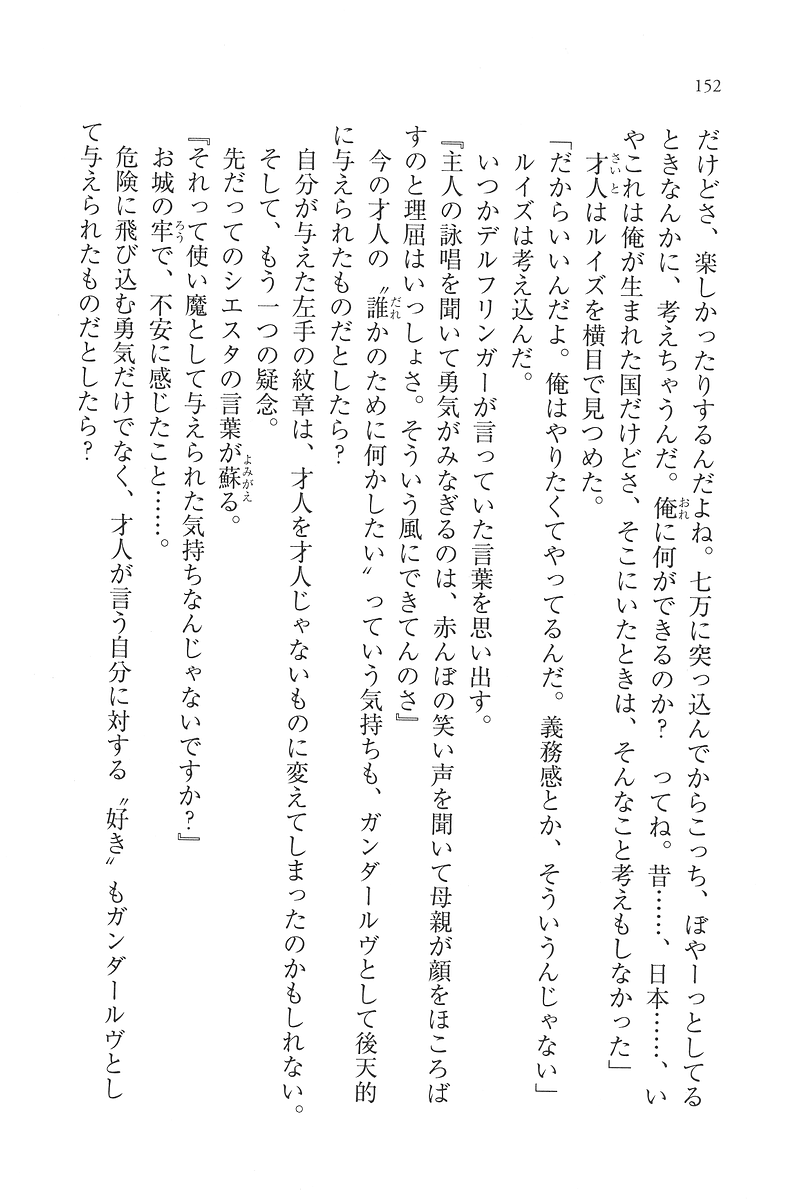 152
だけどさ、楽しかったりするんだよね。七万に突っ込んでからこっち、ぼやーっとしてる
ときなんかに、考えちゃうんだ。俺に何ができるのか？　ってね。昔……、日本……、い
やこれは俺が生まれた国だけどさ、そこにいたときは、そんなこと考えもしなかった」
才人はルイズを横目で見つめた。
「だからいいんだよ。俺はやりたくてやってるんだ。義務感とか、そういうんじゃない」
ルイズは考え込んだ。
いつかデルフリンガーが言っていた言葉を思い出す。
『主人の詠唱を聞いて勇気がみなぎるのは、赤んぼの笑い声を聞いて母親が顔をほころば
すのと理屈はいっしょさ。そういう風にできてんのさ』
今の才人の〝誰かのために何かしたい〟っていう気持ちも、ガンダールヴとして後天的
に与えられたものだとしたら？
自分が与えた左手の紋章は、才人を才人じゃないものに変えてしまったのかもしれない。
そして、もう一つの疑念。
先だってのシエスタの言葉が蘇る。
『それって使い魔として与えられた気持ちなんじゃないですか？』
お城の牢で、不安に感じたこと……。
危険に飛び込む勇気だけでなく、才人が言う自分に対する〝好き〟もガンダールヴとし
て与えられたものだとしたら？